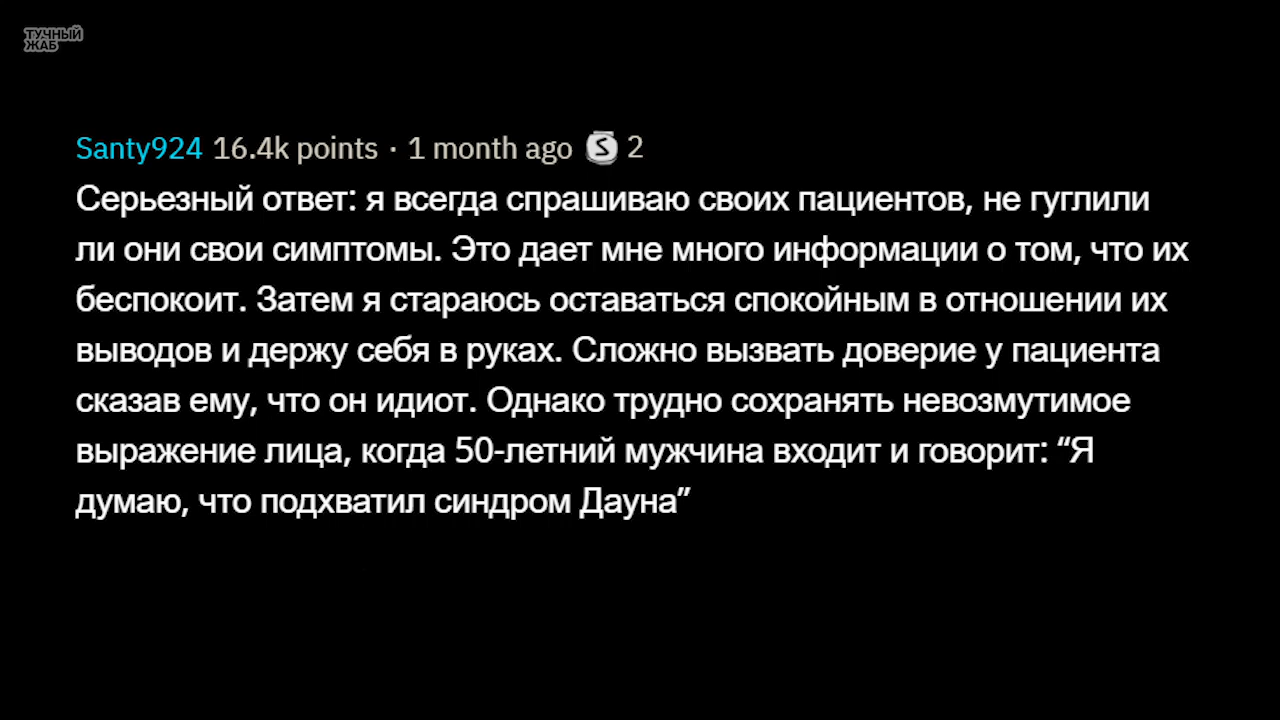 ТУЧНЫЙ
ЖАБ
Santy924 16.4k points · 1 month ago S 2
Серьезный ответ: я всегда спрашиваю своих пациентов, не гуглили
ли они свои симптомы. Это дает мне много информации о том, что их
беспокоит. Затем я стараюсь оставаться спокойным в отношении их
выводов и держу себя в руках. Сложно вызвать доверие у пациента
сказав ему, что он идиот. Однако трудно сохранять невозмутимое
выражение лица, когда 50-летний мужчина входит и говорит: “Я
думаю, что подхватил синдром Дауна”